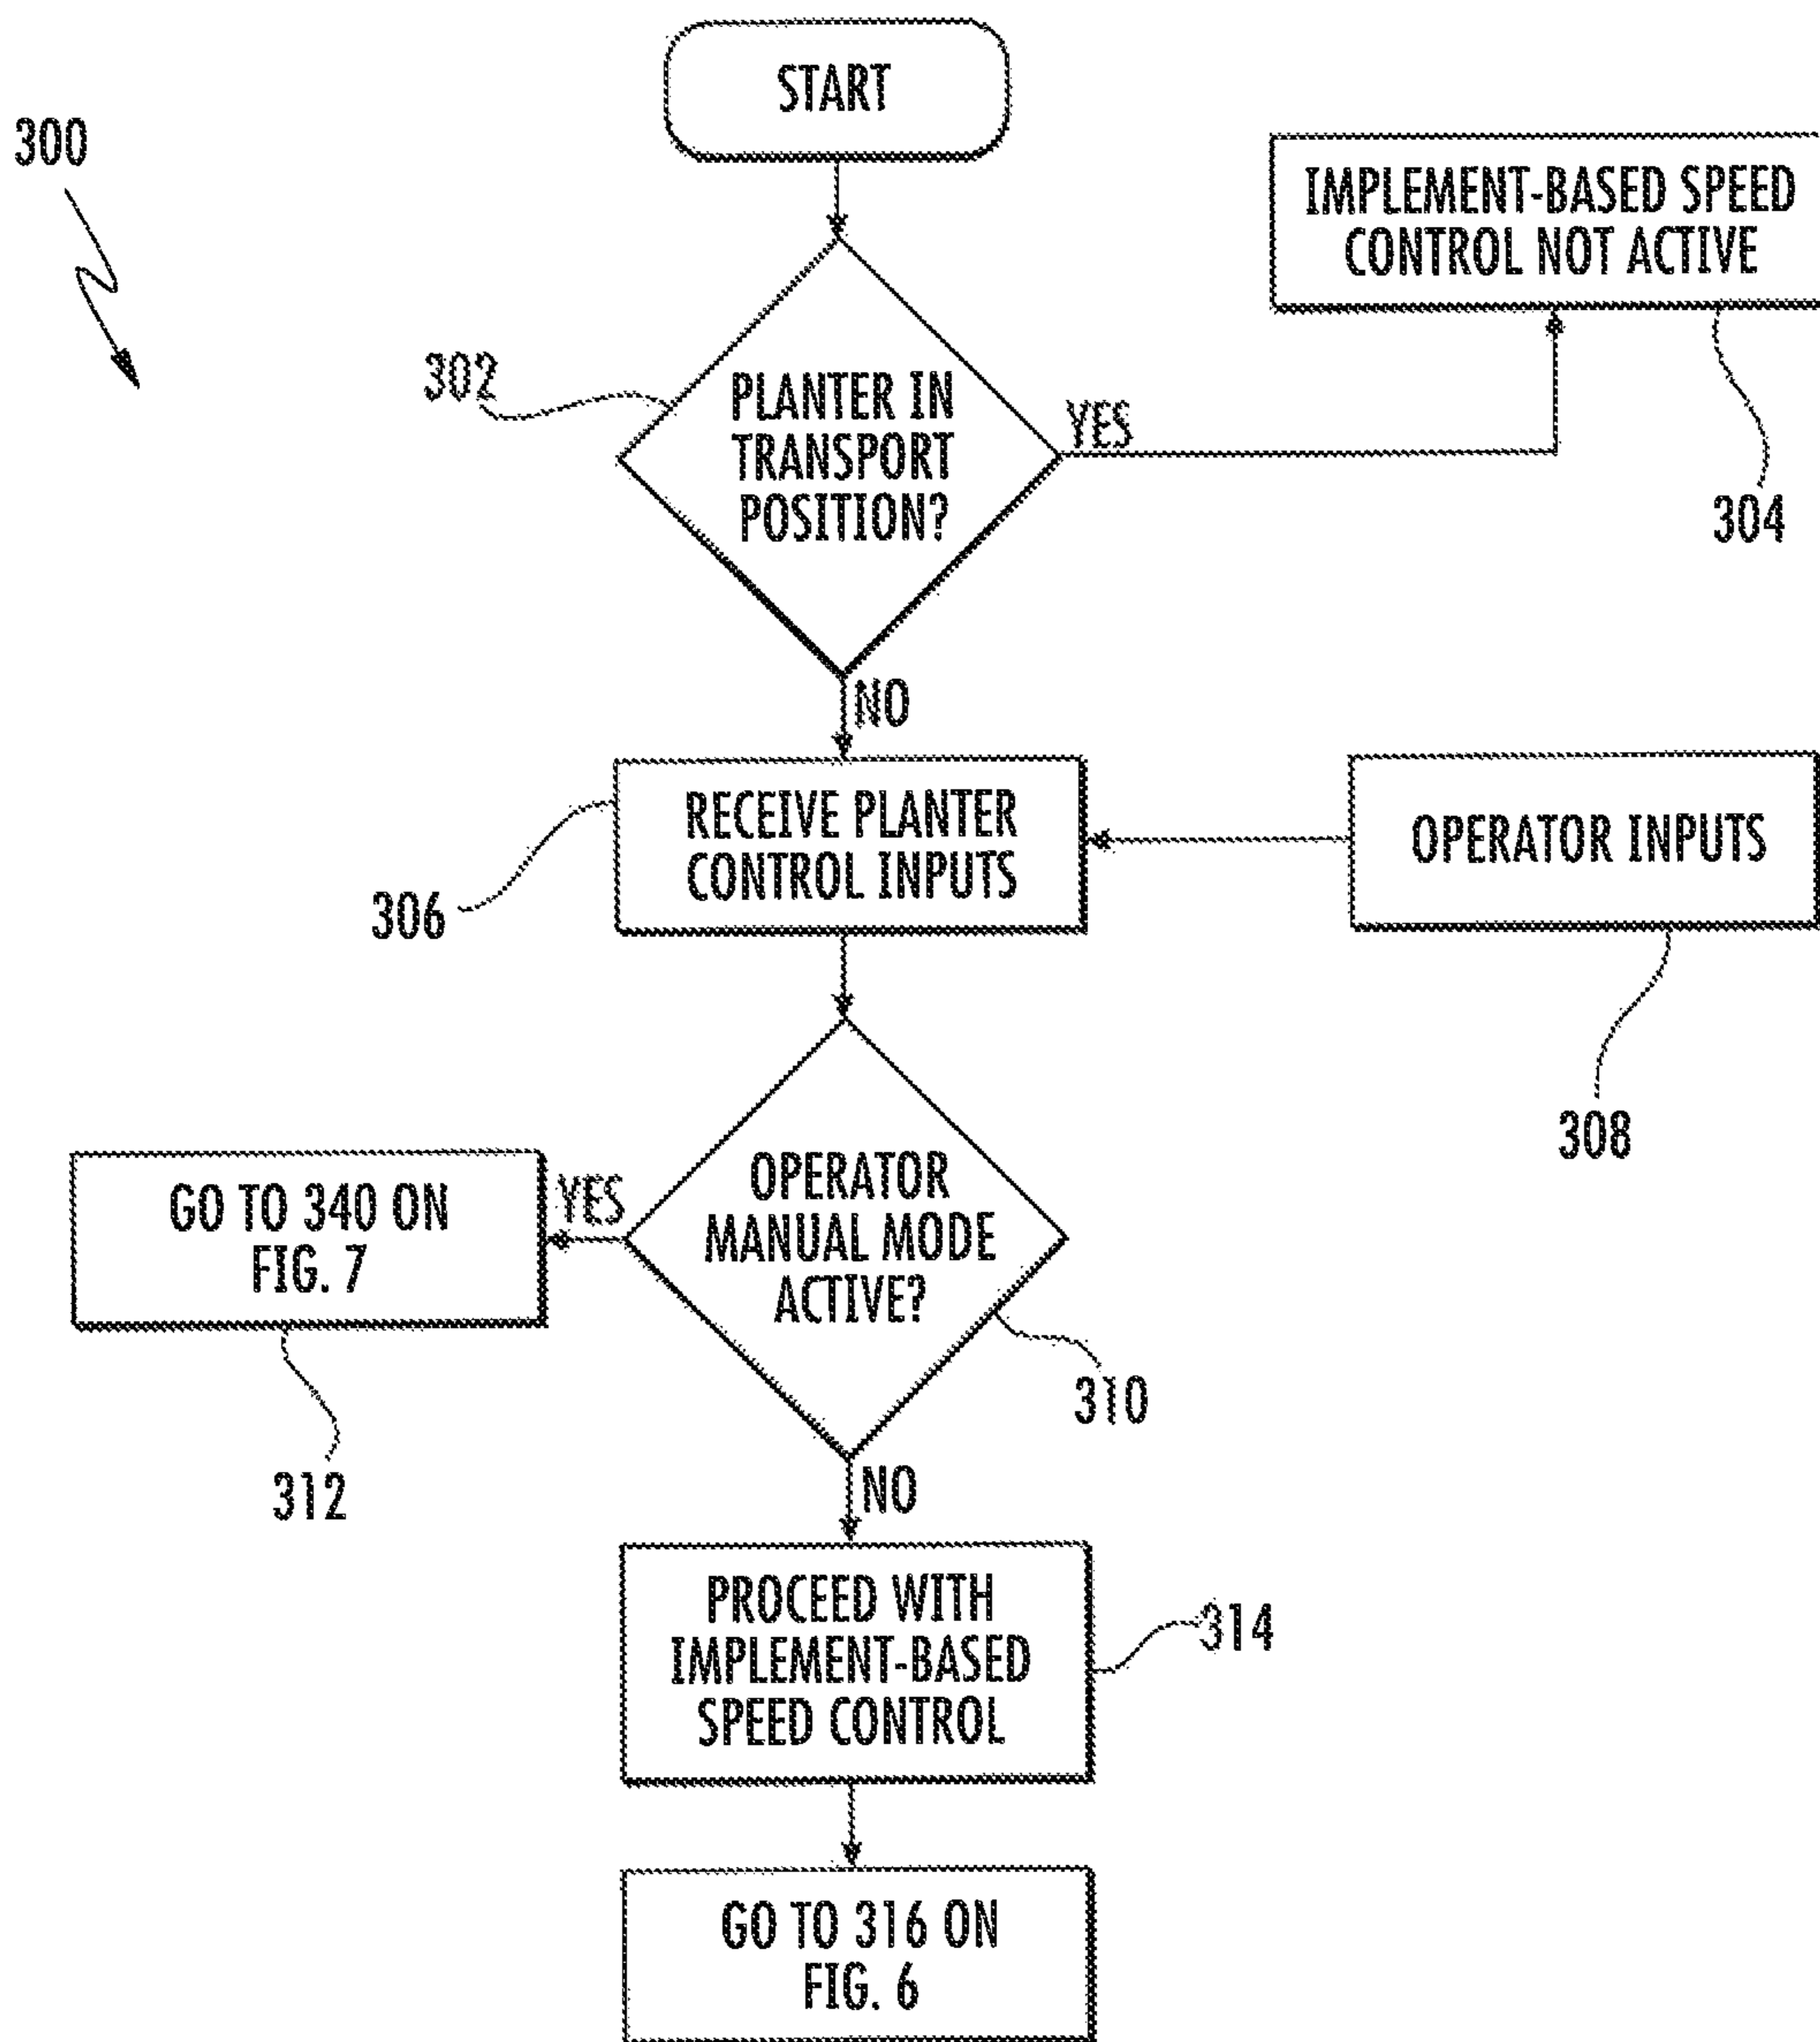 START
300
IMPLEMENT-BASED SPEED
CONTROL NOT ACTIVE
302
PLANTER IN
TRANSPORT
POSITION?
YES
304
NO
RECEIVE PLANTER
CONTROL INPUTS
OPERATOR INPUTS
306
308
OPERATOR
MANUAL MODE
ACTIVE?
YES
GO TO 340 ON
FIG. 7
310
312
NO
PROCEED WITH
IMPLEMENT-BASED
SPEED CONTROL
314
GO TO 316 ON
FIG. 6